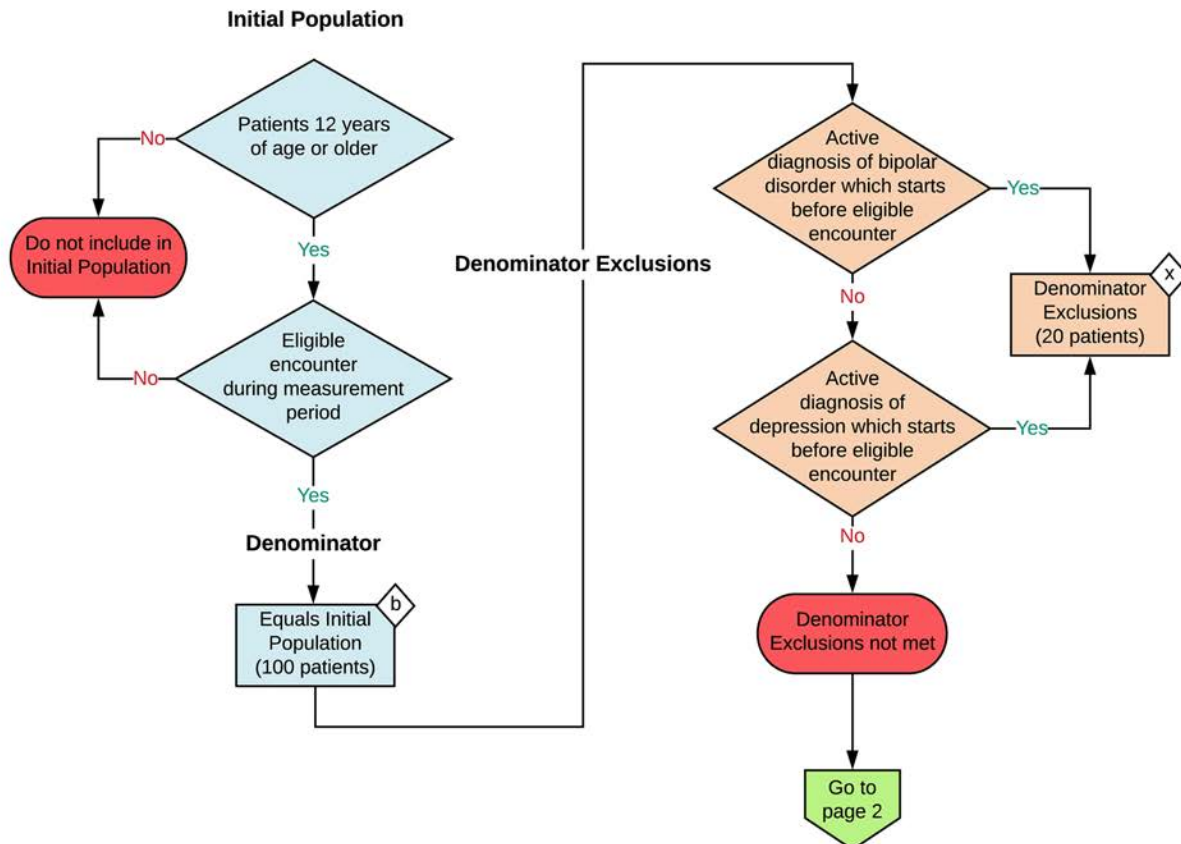 Initial Population
Patients 12 years
of age or older
No
Yes
Do not include in
Initial Population
Eligible
encounter
during measurement
period
No
Yes
Denominator
b
Equals Initial
Population
(100 patients)
Denominator Exclusions
Active
diagnosis of bipolar
disorder which starts
before eligible
encounter
Yes
No
x
Denominator
Exclusions
(20 patients)
Active
diagnosis of
depression which starts
before eligible
encounter
Yes
No
Denominator
Exclusions not met
Go to
page 2